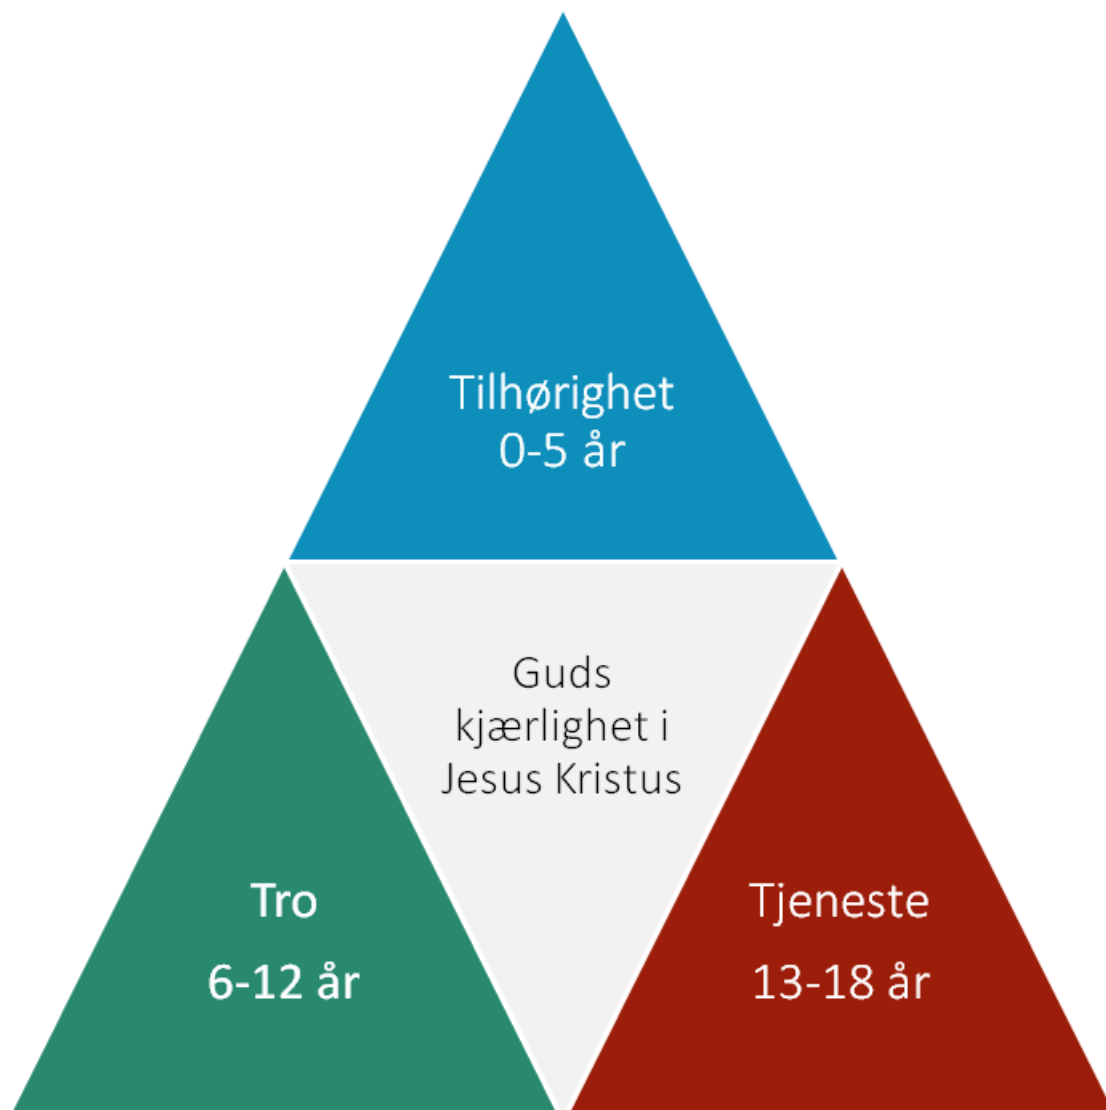 Tilhørighet
0-5 år
Guds
kjærlighet i
Jesus Kristus
Tro
6-12 år
Tjeneste
13-18 år